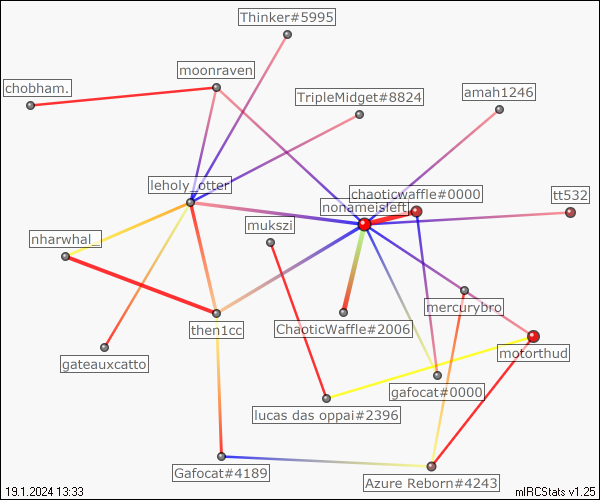 Thinker#5995
moonraven
chobham.
TripleMidget#8824
amah1246
leholy_otter
chaoticwaffle#0000
tt532
nonameisleft
mukszi
nharwhal_
mercurybro
then1cc
ChaoticWaffle#2006
motorthud
gateauxcatto
gafocat#0000
lucas das oppai#2396
Gafocat#4189
Azure Reborn#4243
19.1.2024 13:33
mIRCStats v1.25